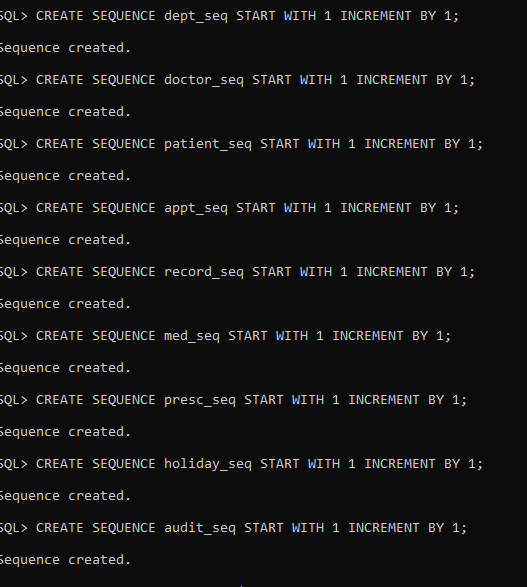 SQL> CREATE SEQUENCE dept_seq START WITH 1 INCREMENT BY 1;
Sequence created.
SQL> CREATE SEQUENCE doctor_seq START WITH 1 INCREMENT BY 1;
Sequence created.
SQL> CREATE SEQUENCE patient_seq START WITH 1 INCREMENT BY 1;
Sequence created.
SQL> CREATE SEQUENCE appt_seq START WITH 1 INCREMENT BY 1;
Sequence created.
SQL> CREATE SEQUENCE record_seq START WITH 1 INCREMENT BY 1;
Sequence created.
SQL> CREATE SEQUENCE med_seq START WITH 1 INCREMENT BY 1;
Sequence created.
SQL> CREATE SEQUENCE presc_seq START WITH 1 INCREMENT BY 1;
Sequence created.
SQL> CREATE SEQUENCE holiday_seq START WITH 1 INCREMENT BY 1;
Sequence created.
SQL> CREATE SEQUENCE audit_seq START WITH 1 INCREMENT BY 1;
Sequence created.